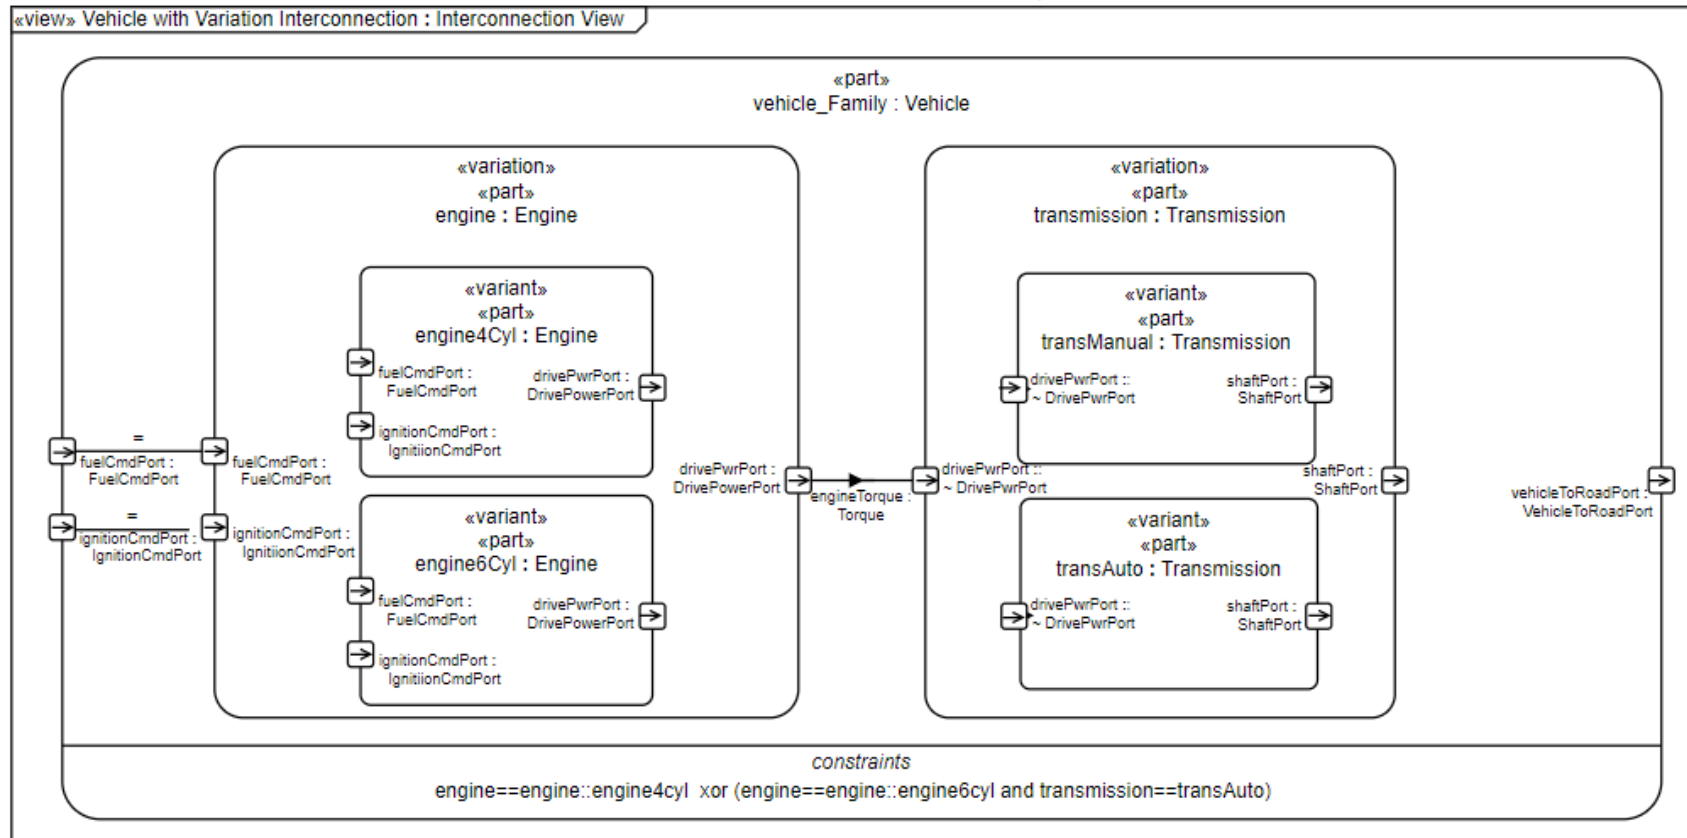 «view» Vehicle with Variation Interconnection : Interconnection View
«part»
vehicle_Family : Vehicle
«variation»
«part»
engine : Engine
«variant»
«part»
engine4Cyl : Engine
fuelCmdPort :
FuelCmdPort
drivePwrPort :
DrivePowerPort
ignitionCmdPort :
IgnitiionCmdPort
=
fuelCmdPort :
FuelCmdPort
fuelCmdPort :
FuelCmdPort
=
ignitionCmdPort :
IgnitionCmdPort
ignitionCmdPort :
IgnitiionCmdPort
«variant»
«part»
engine6Cyl : Engine
fuelCmdPort :
FuelCmdPort
drivePwrPort :
DrivePowerPort
ignitionCmdPort :
IgnitiionCmdPort
drivePwrPort :
DrivePowerPort
engineTorque :
Torque
«variation»
«part»
transmission : Transmission
«variant»
«part»
transManual : Transmission
drivePwrPort ::
~ DrivePwrPort
shaftPort :
ShaftPort
drivePwrPort ::
~ DrivePwrPort
shaftPort :
ShaftPort
«variant»
«part»
transAuto : Transmission
drivePwrPort ::
~ DrivePwrPort
shaftPort :
ShaftPort
vehicleToRoadPort :
VehicleToRoadPort
constraints
engine==engine::engine4cyl xor (engine==engine::engine6cyl and transmission==transAuto)